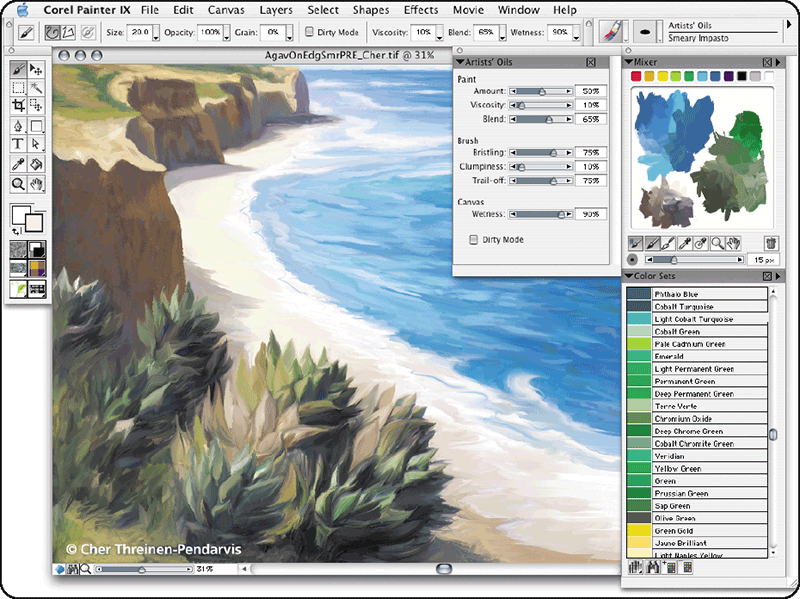 Corel Painter IX File Edit Canvas Layers Select Shapes Effects Movie Window Help
Size: 20.0 Opacity: 100% Grain: 0% Dirty Mode Viscosity: 10% Blend: 65% Wetness: 90%
Artists' Oils
Smeary Impasto
AgavOnEdgSmrPRE_Cher.tif @ 31%
Artists' Oils
Paint
Amount: 50%
Viscosity: 10%
Blend: 65%
Brush
Bristling: 75%
Clumpiness: 10%
Trail-off: 75%
Canvas
Wetness: 90%
Dirty Mode
Mixer
15 px
Color Sets
Phthalo Blue
Cobalt Turquoise
Light Cobalt Turquoise
Cobalt Green
Pale Cadmium Green
Emerald
Light Permanent Green
Permanent Green
Deep Permanent Green
Terre Verte
Chromium Oxide
Deep Chrome Green
Cobalt Chromite Green
Veridian
Yellow Green
Green
Prussian Green
Sap Green
Olive Green
Green Gold
Jaune Brilliant
Light Naples Yellow
T
© Cher Threinen-Pendarvis
31%